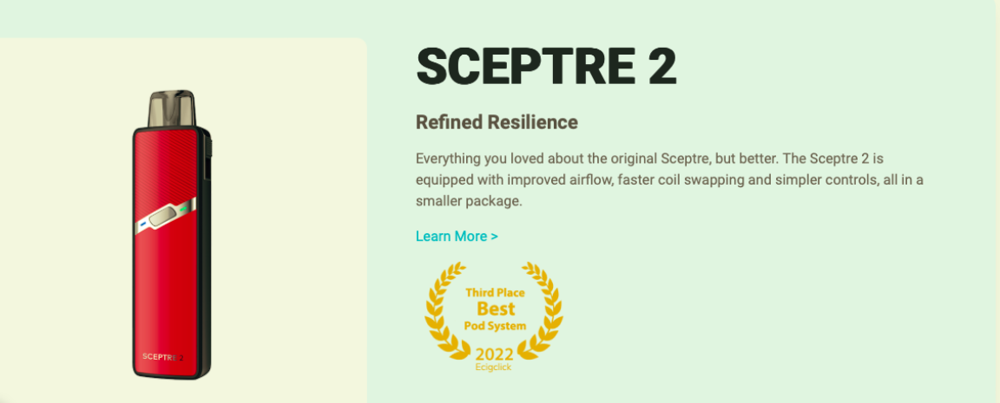 SCEPTRE 2
Refined Resilience
Everything you loved about the original Sceptre, but better. The Sceptre 2 is
equipped with improved airflow, faster coil swapping and simpler controls, all in a
smaller package.
Learn More >
Third Place
Best
Pod System
2022
Ecigclick
SCEPTRE 2